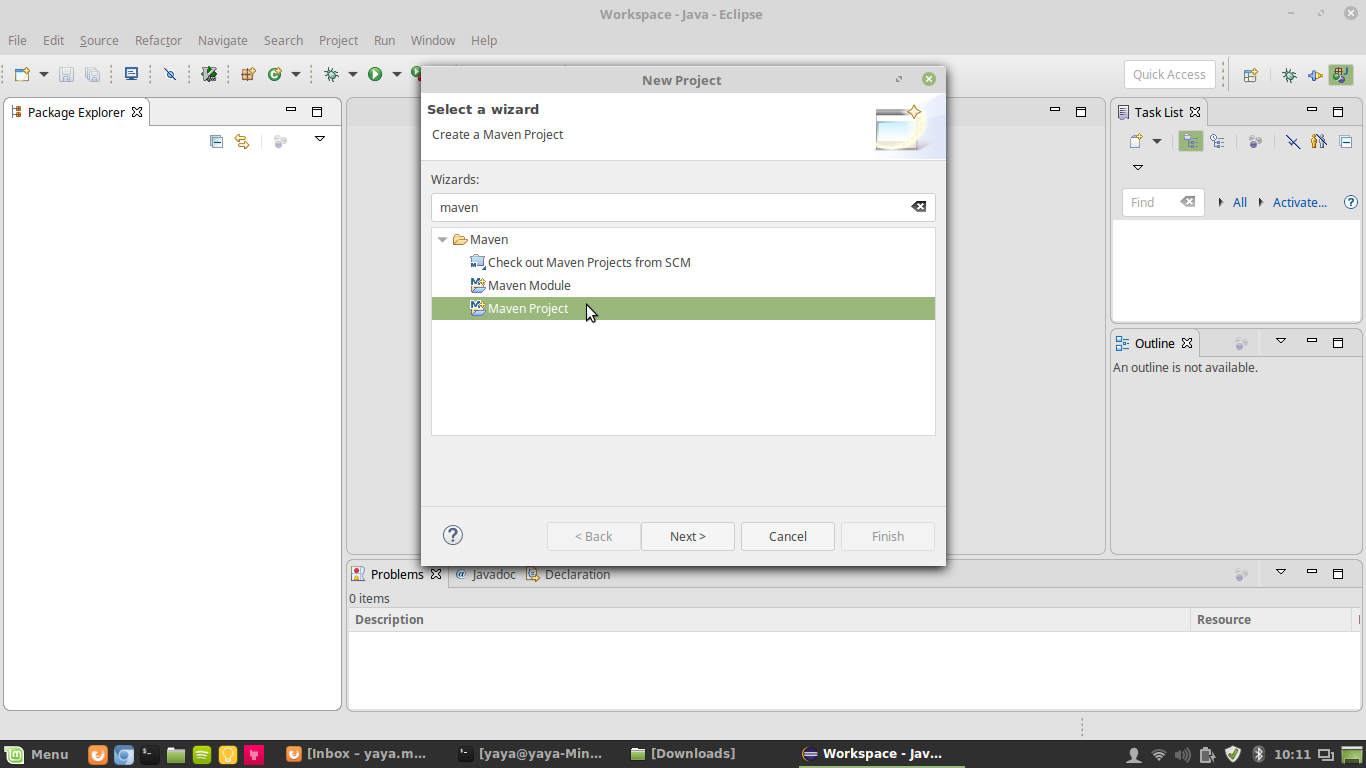 Workspace - Java - Eclipse
File Edit Source Refactor Navigate Search Project Run Window Help
Quick Access
Package Explorer
New Project
Select a wizard
Create a Maven Project
Wizards:
maven
Maven
Check out Maven Projects from SCM
Maven Module
Maven Project
< Back Next > Cancel Finish
Task List
Find All Activate...
Outline
An outline is not available.
Problems @ Javadoc Declaration
0 items
Description Resource
Menu [Inbox – yaya.m... [yaya@yaya-Min... [Downloads] Workspace - Jav... 10:11